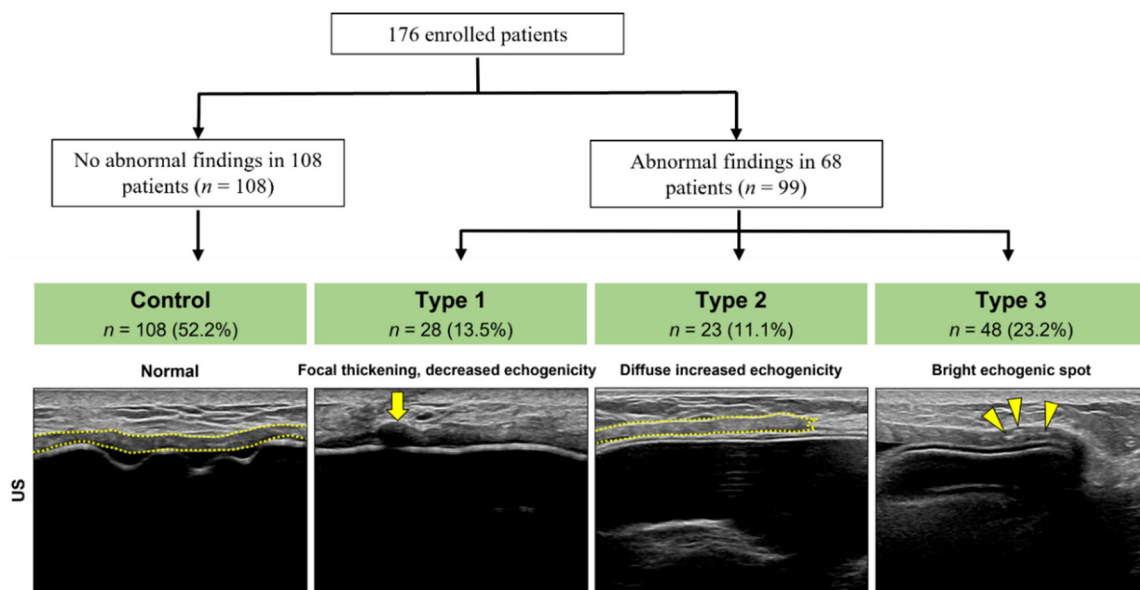 176 enrolled patients
No abnormal findings in 108
patients (n = 108)
Abnormal findings in 68
patients (n = 99)
Control
n = 108 (52.2%)
Type 1
n = 28 (13.5%)
Type 2
n = 23 (11.1%)
Type 3
n = 48 (23.2%)
Normal
Focal thickening, decreased echogenicity
Diffuse increased echogenicity
Bright echogenic spot
US